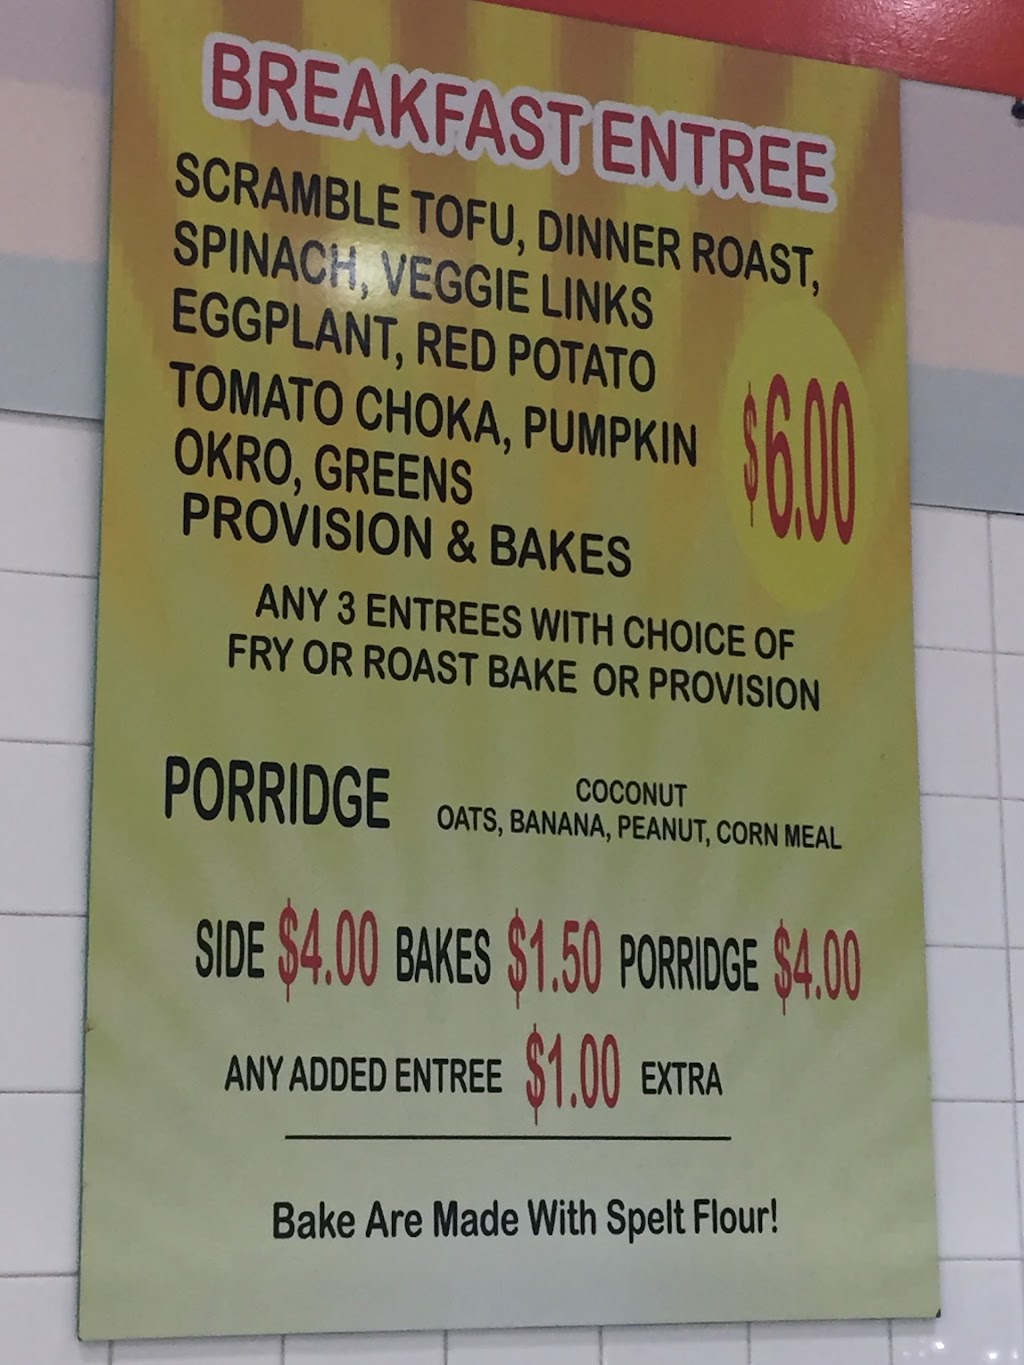 BREAKFAST ENTREE
SCRAMBLE TOFU, DINNER ROAST,
SPINACH, VEGGIE LINKS
EGGPLANT, RED POTATO
TOMATO CHOKA, PUMPKIN
OKRO, GREENS
PROVISION & BAKES
$6.00
ANY 3 ENTREES WITH CHOICE OF
FRY OR ROAST BAKE OR PROVISION
PORRIDGE
COCONUT
OATS, BANANA, PEANUT, CORN MEAL
SIDE $4.00 BAKES $1.50 PORRIDGE $4.00
ANY ADDED ENTREE $1.00 EXTRA
Bake Are Made With Spelt Flour!